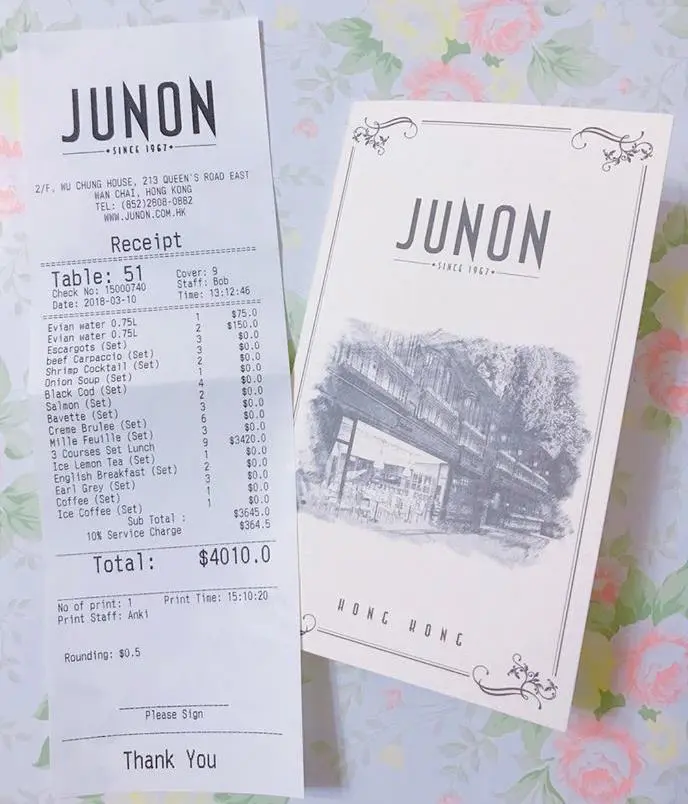 JUNON
• SINCE 1967 •
2/F, WU CHUNG HOUSE, 213 QUEEN'S ROAD EAST
WAN CHAI, HONG KONG
TEL: (852)2808-0882
WWW.JUNON.COM.HK
Receipt
Table: 51 Cover: 9
Check No: 15000740 Staff: Bob
Date: 2018-03-10 Time: 13:12:46
Evian water 0.75L 1 $75.0
Evian water 0.75L 2 $150.0
Escargots (Set) 3 $0.0
beef Carpaccio (Set) 3 $0.0
Shrimp Cocktail (Set) 2 $0.0
Onion Soup (Set) 1 $0.0
Black Cod (Set) 4 $0.0
Salmon (Set) 2 $0.0
Bavette (Set) 3 $0.0
Creme Brulee (Set) 6 $0.0
Mille Feuille (Set) 3 $0.0
3 Courses Set Lunch 9 $3420.0
Ice Lemon Tea (Set) 1 $0.0
English Breakfast (Set) 2 $0.0
Earl Grey (Set) 3 $0.0
Coffee (Set) 1 $0.0
Ice Coffee (Set) 1 $0.0
Sub Total : $3645.0
10% Service Charge $364.5
Total: $4010.0
No of print: 1 Print Time: 15:10:20
Print Staff: Anki
Rounding: $0.5
Please Sign
Thank You
JUNON
• SINCE 1967 •
HONG KONG